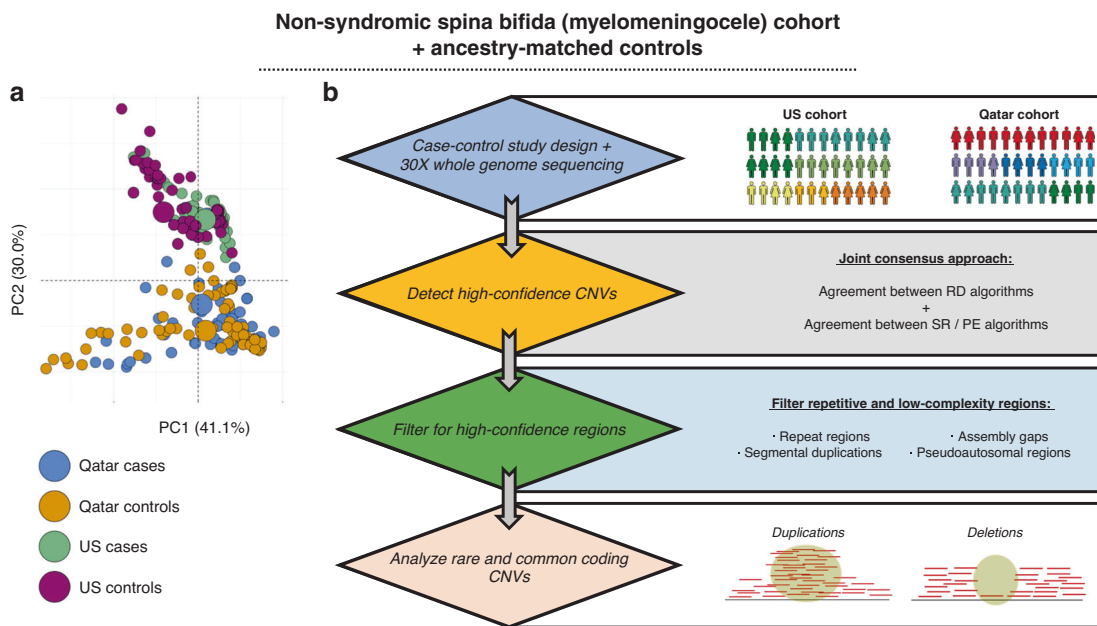 Non-syndromic spina bifida (myelomeningocele) cohort
+ ancestry-matched controls
a
PC2 (30.0%)
PC1 (41.1%)
Qatar cases
Qatar controls
US cases
US controls
b
Case-control study design +
30X whole genome sequencing
US cohort
Qatar cohort
Detect high-confidence CNVs
Joint consensus approach:
Agreement between RD algorithms
+
Agreement between SR / PE algorithms
Filter for high-confidence regions
Filter repetitive and low-complexity regions:
· Repeat regions
· Segmental duplications
· Assembly gaps
· Pseudoautosomal regions
Analyze rare and common coding
CNVs
Duplications
Deletions